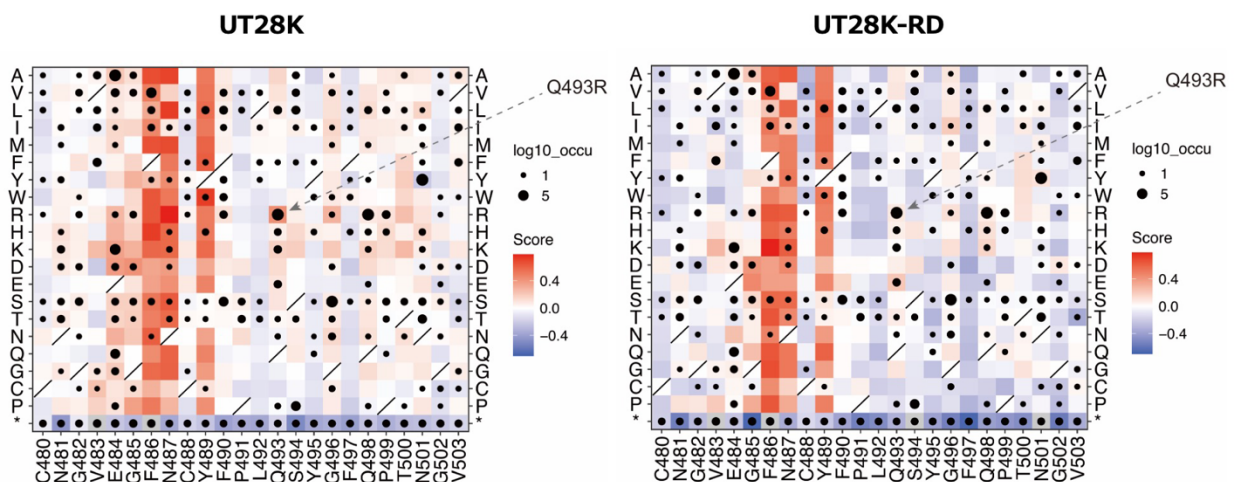 UT28K
A A
V V
L L
I I
M M
F F
Y Y
W W
R R
H H
K K
D D
E E
S S
T T
N N
Q Q
G G
C C
P P
* *
C480 N481 G482 V483 E484 G485 F486 N487 C488 Y489 F490 P491 L492 Q493 S494 Y495 G496 F497 Q498 P499 T500 N501 G502 V503
Q493R
log10_occu
1
5
Score
0.4
0.0
−0.4
UT28K-RD
A A
V V
L L
I I
M M
F F
Y Y
W W
R R
H H
K K
D D
E E
S S
T T
N N
Q Q
G G
C C
P P
* *
C480 N481 G482 V483 E484 G485 F486 N487 C488 Y489 F490 P491 L492 Q493 S494 Y495 G496 F497 Q498 P499 T500 N501 G502 V503
Q493R
log10_occu
1
5
Score
0.4
0.0
−0.4